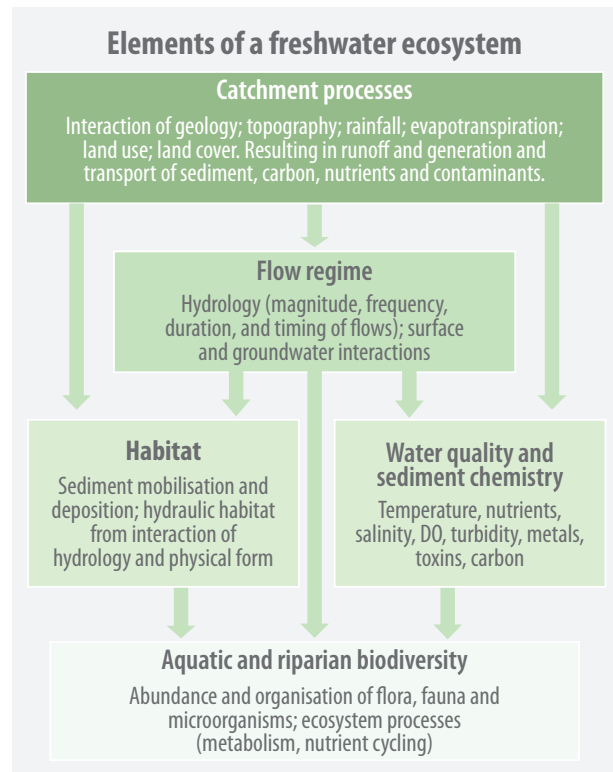 Elements of a freshwater ecosystem
Catchment processes
Interaction of geology; topography; rainfall; evapotranspiration;
land use; land cover. Resulting in runoff and generation and
transport of sediment, carbon, nutrients and contaminants.
Flow regime
Hydrology (magnitude, frequency,
duration, and timing of flows); surface
and groundwater interactions
Habitat
Sediment mobilisation and
deposition; hydraulic habitat
from interaction of
hydrology and physical form
Water quality and
sediment chemistry
Temperature, nutrients,
salinity, DO, turbidity, metals,
toxins, carbon
Aquatic and riparian biodiversity
Abundance and organisation of flora, fauna and
microorganisms; ecosystem processes
(metabolism, nutrient cycling)